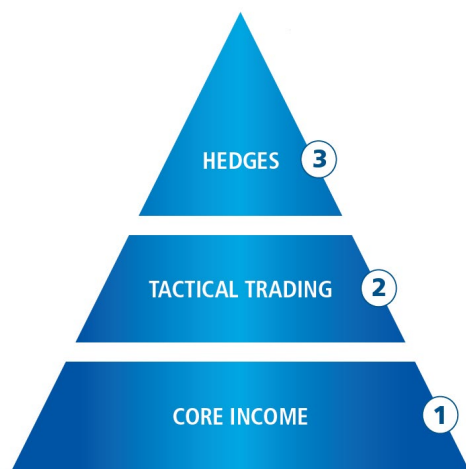 HEDGES 3
TACTICAL TRADING 2
CORE INCOME 1